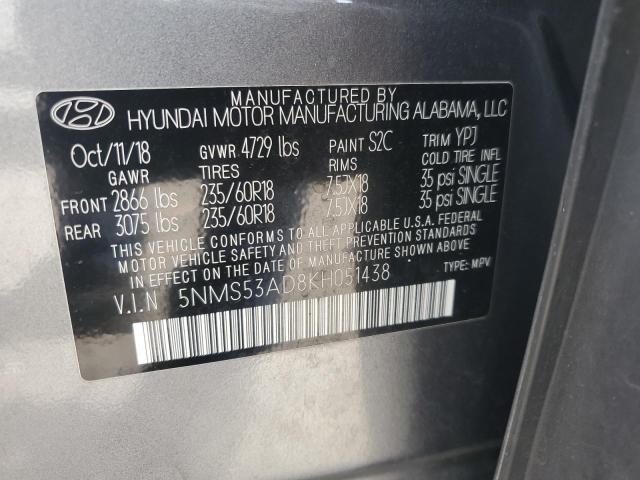 MANUFACTURED BY
HYUNDAI MOTOR MANUFACTURING ALABAMA, LLC
Oct/11/18 GVWR 4729 lbs PAINT S2C TRIM YPJ
GAWR TIRES RIMS COLD TIRE INFL
FRONT 2866 lbs 235/60R18 7.5JX18 35 psi SINGLE
REAR 3075 lbs 235/60R18 7.5JX18 35 psi SINGLE
THIS VEHICLE CONFORMS TO ALL APPLICABLE U.S.A. FEDERAL
MOTOR VEHICLE SAFETY AND THEFT PREVENTION STANDARDS
IN EFFECT ON THE DATE OF MANUFACTURE SHOWN ABOVE
V.I.N 5NMS53AD8KH051438 TYPE: MPV